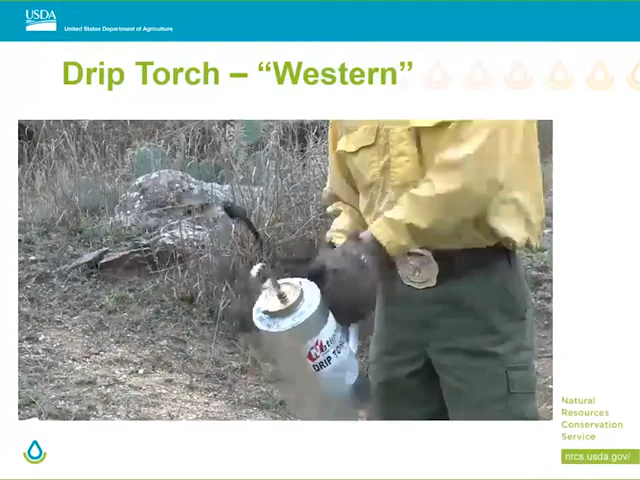 USDA
United States Department of Agriculture
Drip Torch – “Western”
DRIP TORCH
Natural
Resources
Conservation
Service
nrcs.usda.gov/